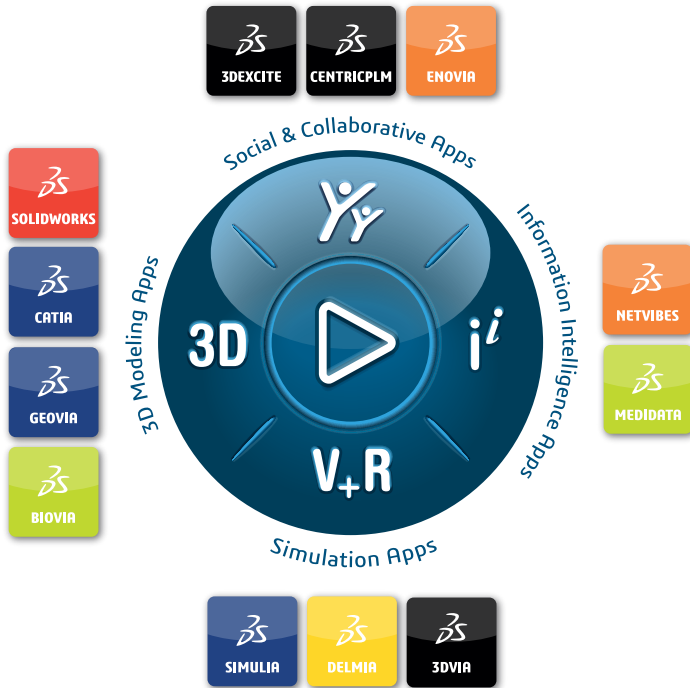 3DEXCITE
CENTRICPLM
ENOVIA
Social & Collaborative Apps
SOLIDWORKS
CATIA
GEOVIA
BIOVIA
3D Modeling Apps
3D
i i
V+R
Information Intelligence Apps
NETVIBES
MEDIDATA
Simulation Apps
SIMULIA
DELMIA
3DVIA